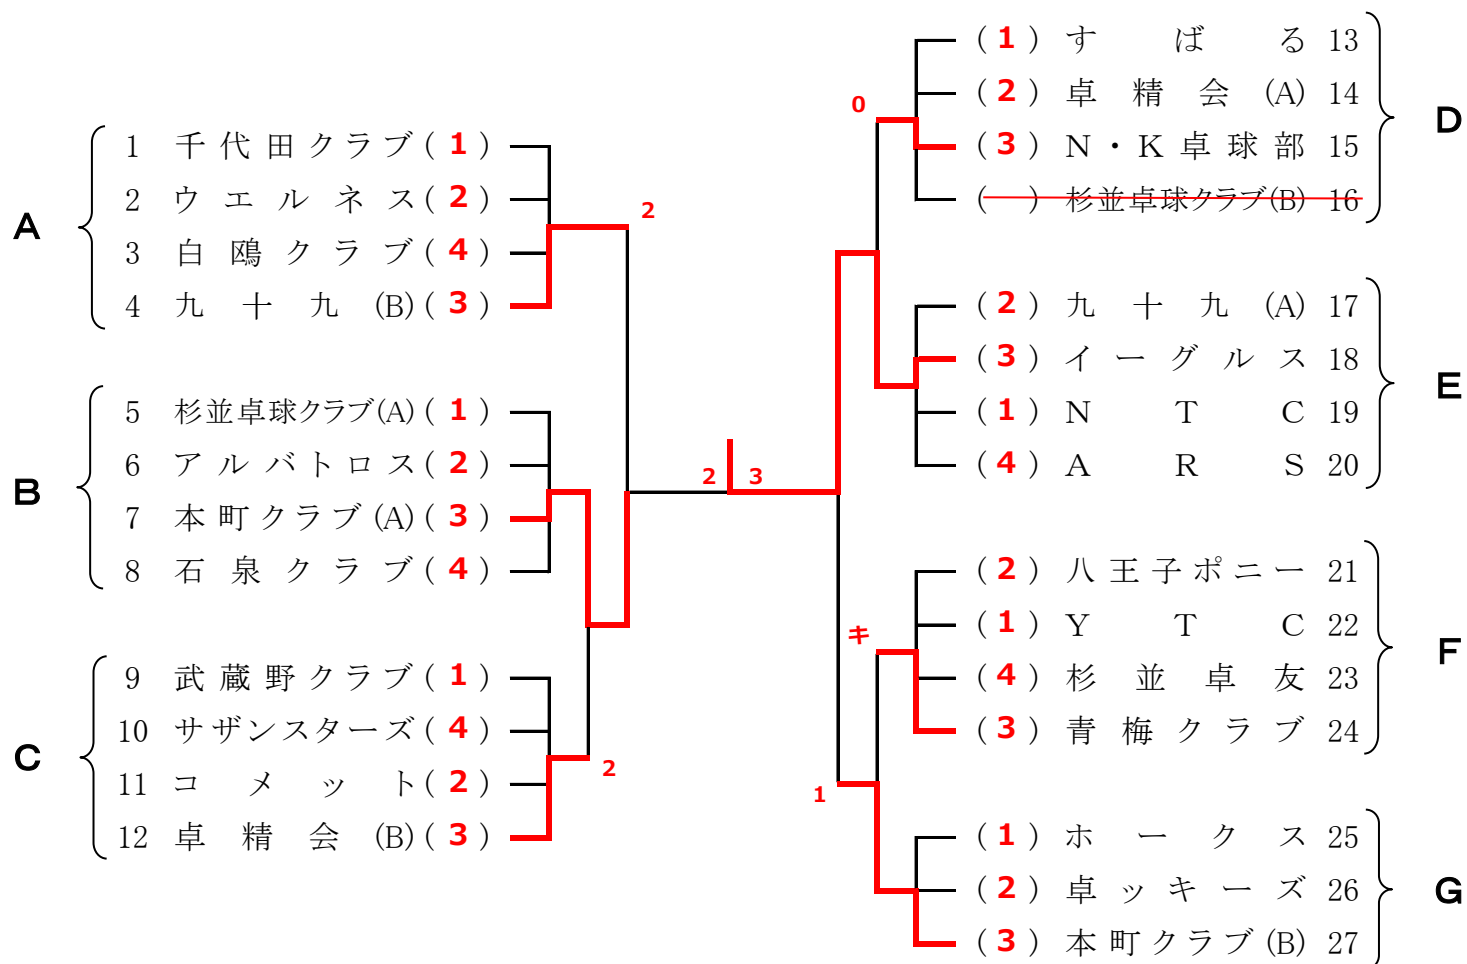 A
1 千代田クラブ( 1 )
2 ウエルネス( 2 )
3 白鴎クラブ( 4 )
4 九十九(B)( 3 )
B
5 杉並卓球クラブ(A)( 1 )
6 アルバトロス( 2 )
7 本町クラブ(A)( 3 )
8 石泉クラブ( 4 )
C
9 武蔵野クラブ( 1 )
10 サザンスターズ( 4 )
11 コメット( 2 )
12 卓精会(B)( 3 )
2
2
2 3
0
キ
1
( 1 ) すばる 13
( 2 ) 卓精会(A) 14
( 3 ) N・K卓球部 15
( ) 杉並卓球クラブ(B) 16
D
( 2 ) 九十九(A) 17
( 3 ) イーグルス 18
( 1 ) NTC 19
( 4 ) ARS 20
E
( 2 ) 八王子ポニー 21
( 1 ) YTC 22
( 4 ) 杉並卓友 23
( 3 ) 青梅クラブ 24
F
( 1 ) ホークス 25
( 2 ) 卓ッキーズ 26
( 3 ) 本町クラブ(B) 27
G